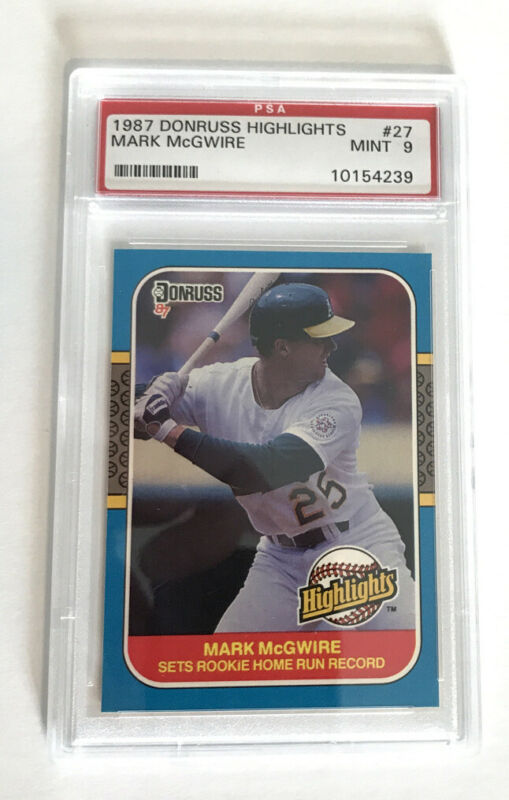 PSA
1987 DONRUSS HIGHLIGHTS #27
MARK McGWIRE MINT 9
10154239
DONRUSS
87
25
Highlights™
MARK McGWIRE
SETS ROOKIE HOME RUN RECORD